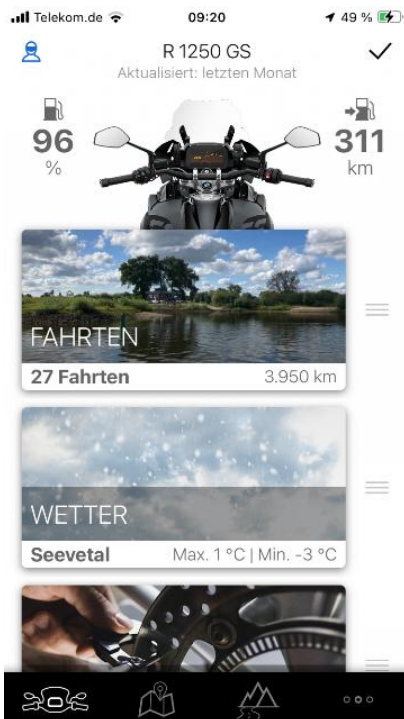 Telekom.de 09:20 49 %
R 1250 GS
Aktualisiert: letzten Monat
96 311
% km
FAHRTEN
27 Fahrten 3.950 km
WETTER
Seevetal Max. 1 °C | Min. -3 °C